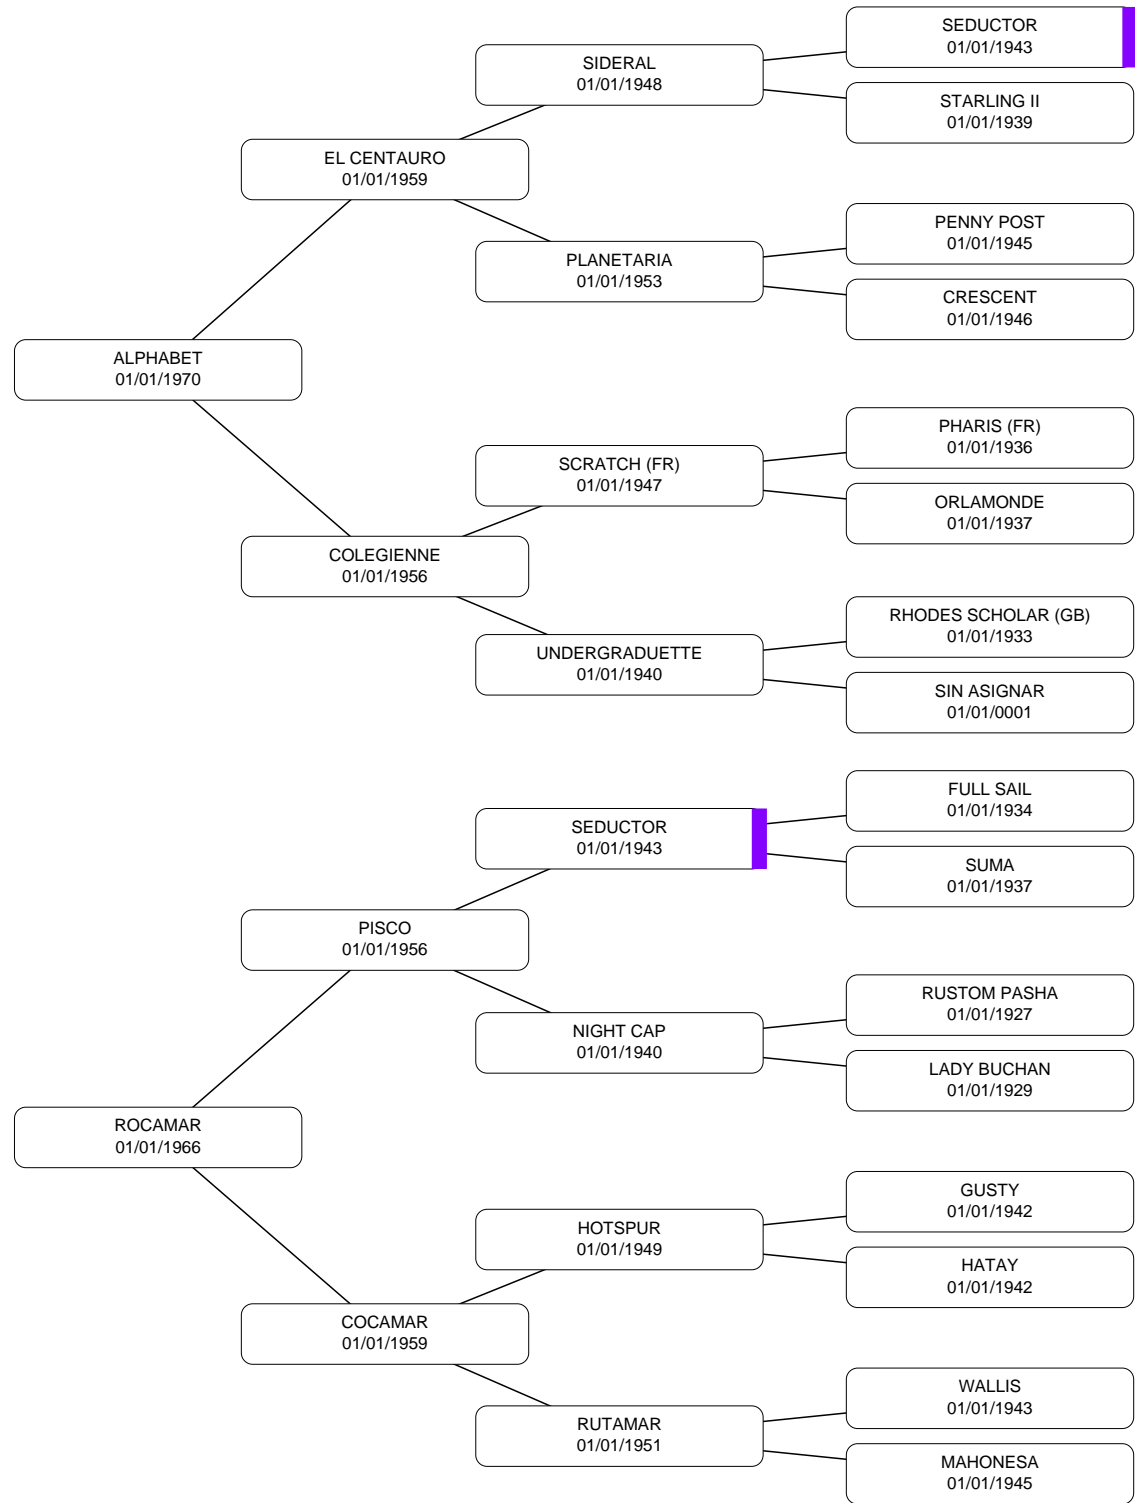 SEDUCTOR
01/01/1943
SIDERAL
01/01/1948
STARLING II
01/01/1939
EL CENTAURO
01/01/1959
PENNY POST
01/01/1945
PLANETARIA
01/01/1953
CRESCENT
01/01/1946
ALPHABET
01/01/1970
PHARIS (FR)
01/01/1936
SCRATCH (FR)
01/01/1947
ORLAMONDE
01/01/1937
COLEGIENNE
01/01/1956
RHODES SCHOLAR (GB)
01/01/1933
UNDERGRADUETTE
01/01/1940
SIN ASIGNAR
01/01/0001
FULL SAIL
01/01/1934
SEDUCTOR
01/01/1943
SUMA
01/01/1937
PISCO
01/01/1956
RUSTOM PASHA
01/01/1927
NIGHT CAP
01/01/1940
LADY BUCHAN
01/01/1929
ROCAMAR
01/01/1966
GUSTY
01/01/1942
HOTSPUR
01/01/1949
HATAY
01/01/1942
COCAMAR
01/01/1959
WALLIS
01/01/1943
RUTAMAR
01/01/1951
MAHONESA
01/01/1945